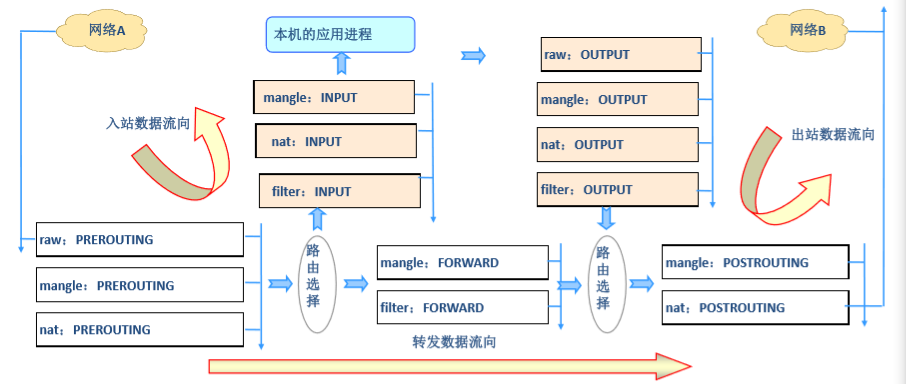 网络A
本机的应用进程
网络B
raw：OUTPUT
mangle：INPUT
mangle：OUTPUT
入站数据流向
出站数据流向
nat：INPUT
nat：OUTPUT
filter：INPUT
filter：OUTPUT
raw：PREROUTING
路由选择
mangle：FORWARD
路由选择
mangle：POSTROUTING
mangle：PREROUTING
filter：FORWARD
nat：POSTROUTING
nat：PREROUTING
转发数据流向